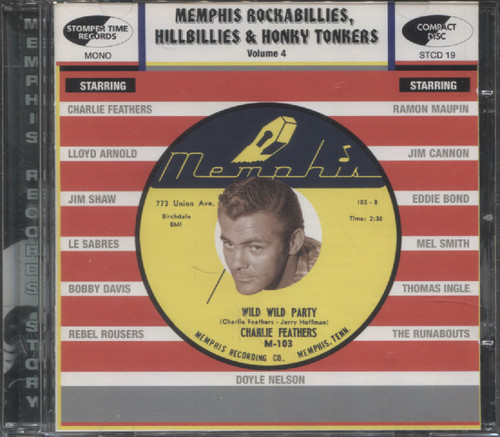 STOMPER TIME
RECORDS
MONO
MEMPHIS ROCKABILLIES,
HILLBILLIES & HONKY TONKERS
Volume 4
COMPACT
DISC
STCD 19
STARRING
STARRING
CHARLIE FEATHERS
RAMON MAUPIN
LLOYD ARNOLD
JIM CANNON
JIM SHAW
EDDIE BOND
LE SABRES
MEL SMITH
BOBBY DAVIS
THOMAS INGLE
REBEL ROUSERS
THE RUNABOUTS
DOYLE NELSON
Memphis
773 Union Ave.
103 - B
Birchdale
BMI
Time: 2:30
WILD WILD PARTY
(Charlie Feathers - Jerry Huffman)
CHARLIE FEATHERS
M-103
MEMPHIS RECORDING CO. MEMPHIS, TENN.
MEMPHIS RECORDS STORY